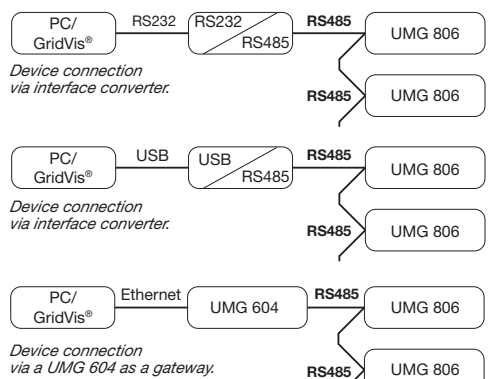 PC/
GridVis®
RS232
RS232
RS485
RS485
UMG 806
Device connection
via interface converter.
RS485
UMG 806
PC/
GridVis®
USB
USB
RS485
RS485
UMG 806
Device connection
via interface converter.
RS485
UMG 806
PC/
GridVis®
Ethernet
UMG 604
RS485
UMG 806
Device connection
via a UMG 604 as a gateway.
RS485
UMG 806